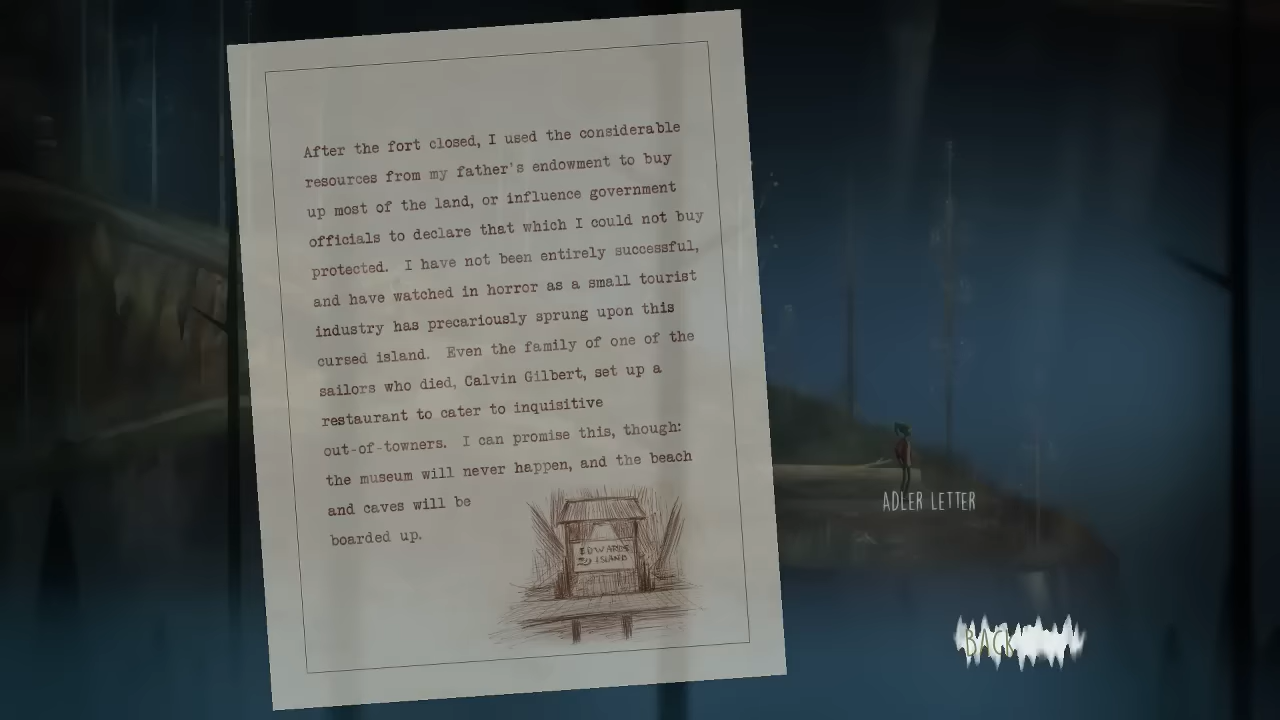 After the fort closed, I used the considerable
resources from my father's endowment to buy
up most of the land, or influence government
officials to declare that which I could not buy
protected.  I have not been entirely successful,
and have watched in horror as a small tourist
industry has precariously sprung upon this
cursed island.  Even the family of one of the
sailors who died, Calvin Gilbert, set up a
restaurant to cater to inquisitive
out-of-towners.  I can promise this, though:
the museum will never happen, and the beach
and caves will be
boarded up.
EDWARDS
ISLAND
ADLER LETTER
BACK